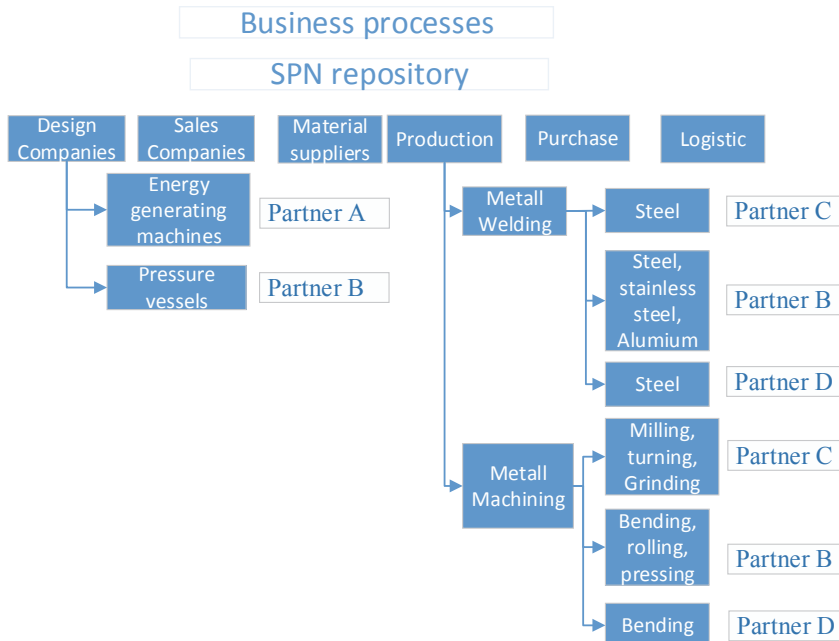 Business processes
SPN repository
Design
Companies
Sales
Companies
Material
suppliers
Production
Purchase
Logistic
Energy
generating
machines
Partner A
Pressure
vessels
Partner B
Metall
Welding
Steel
Partner C
Steel,
stainless
steel,
Alumium
Partner B
Steel
Partner D
Metall
Machining
Milling,
turning,
Grinding
Partner C
Bending,
rolling,
pressing
Partner B
Bending
Partner D